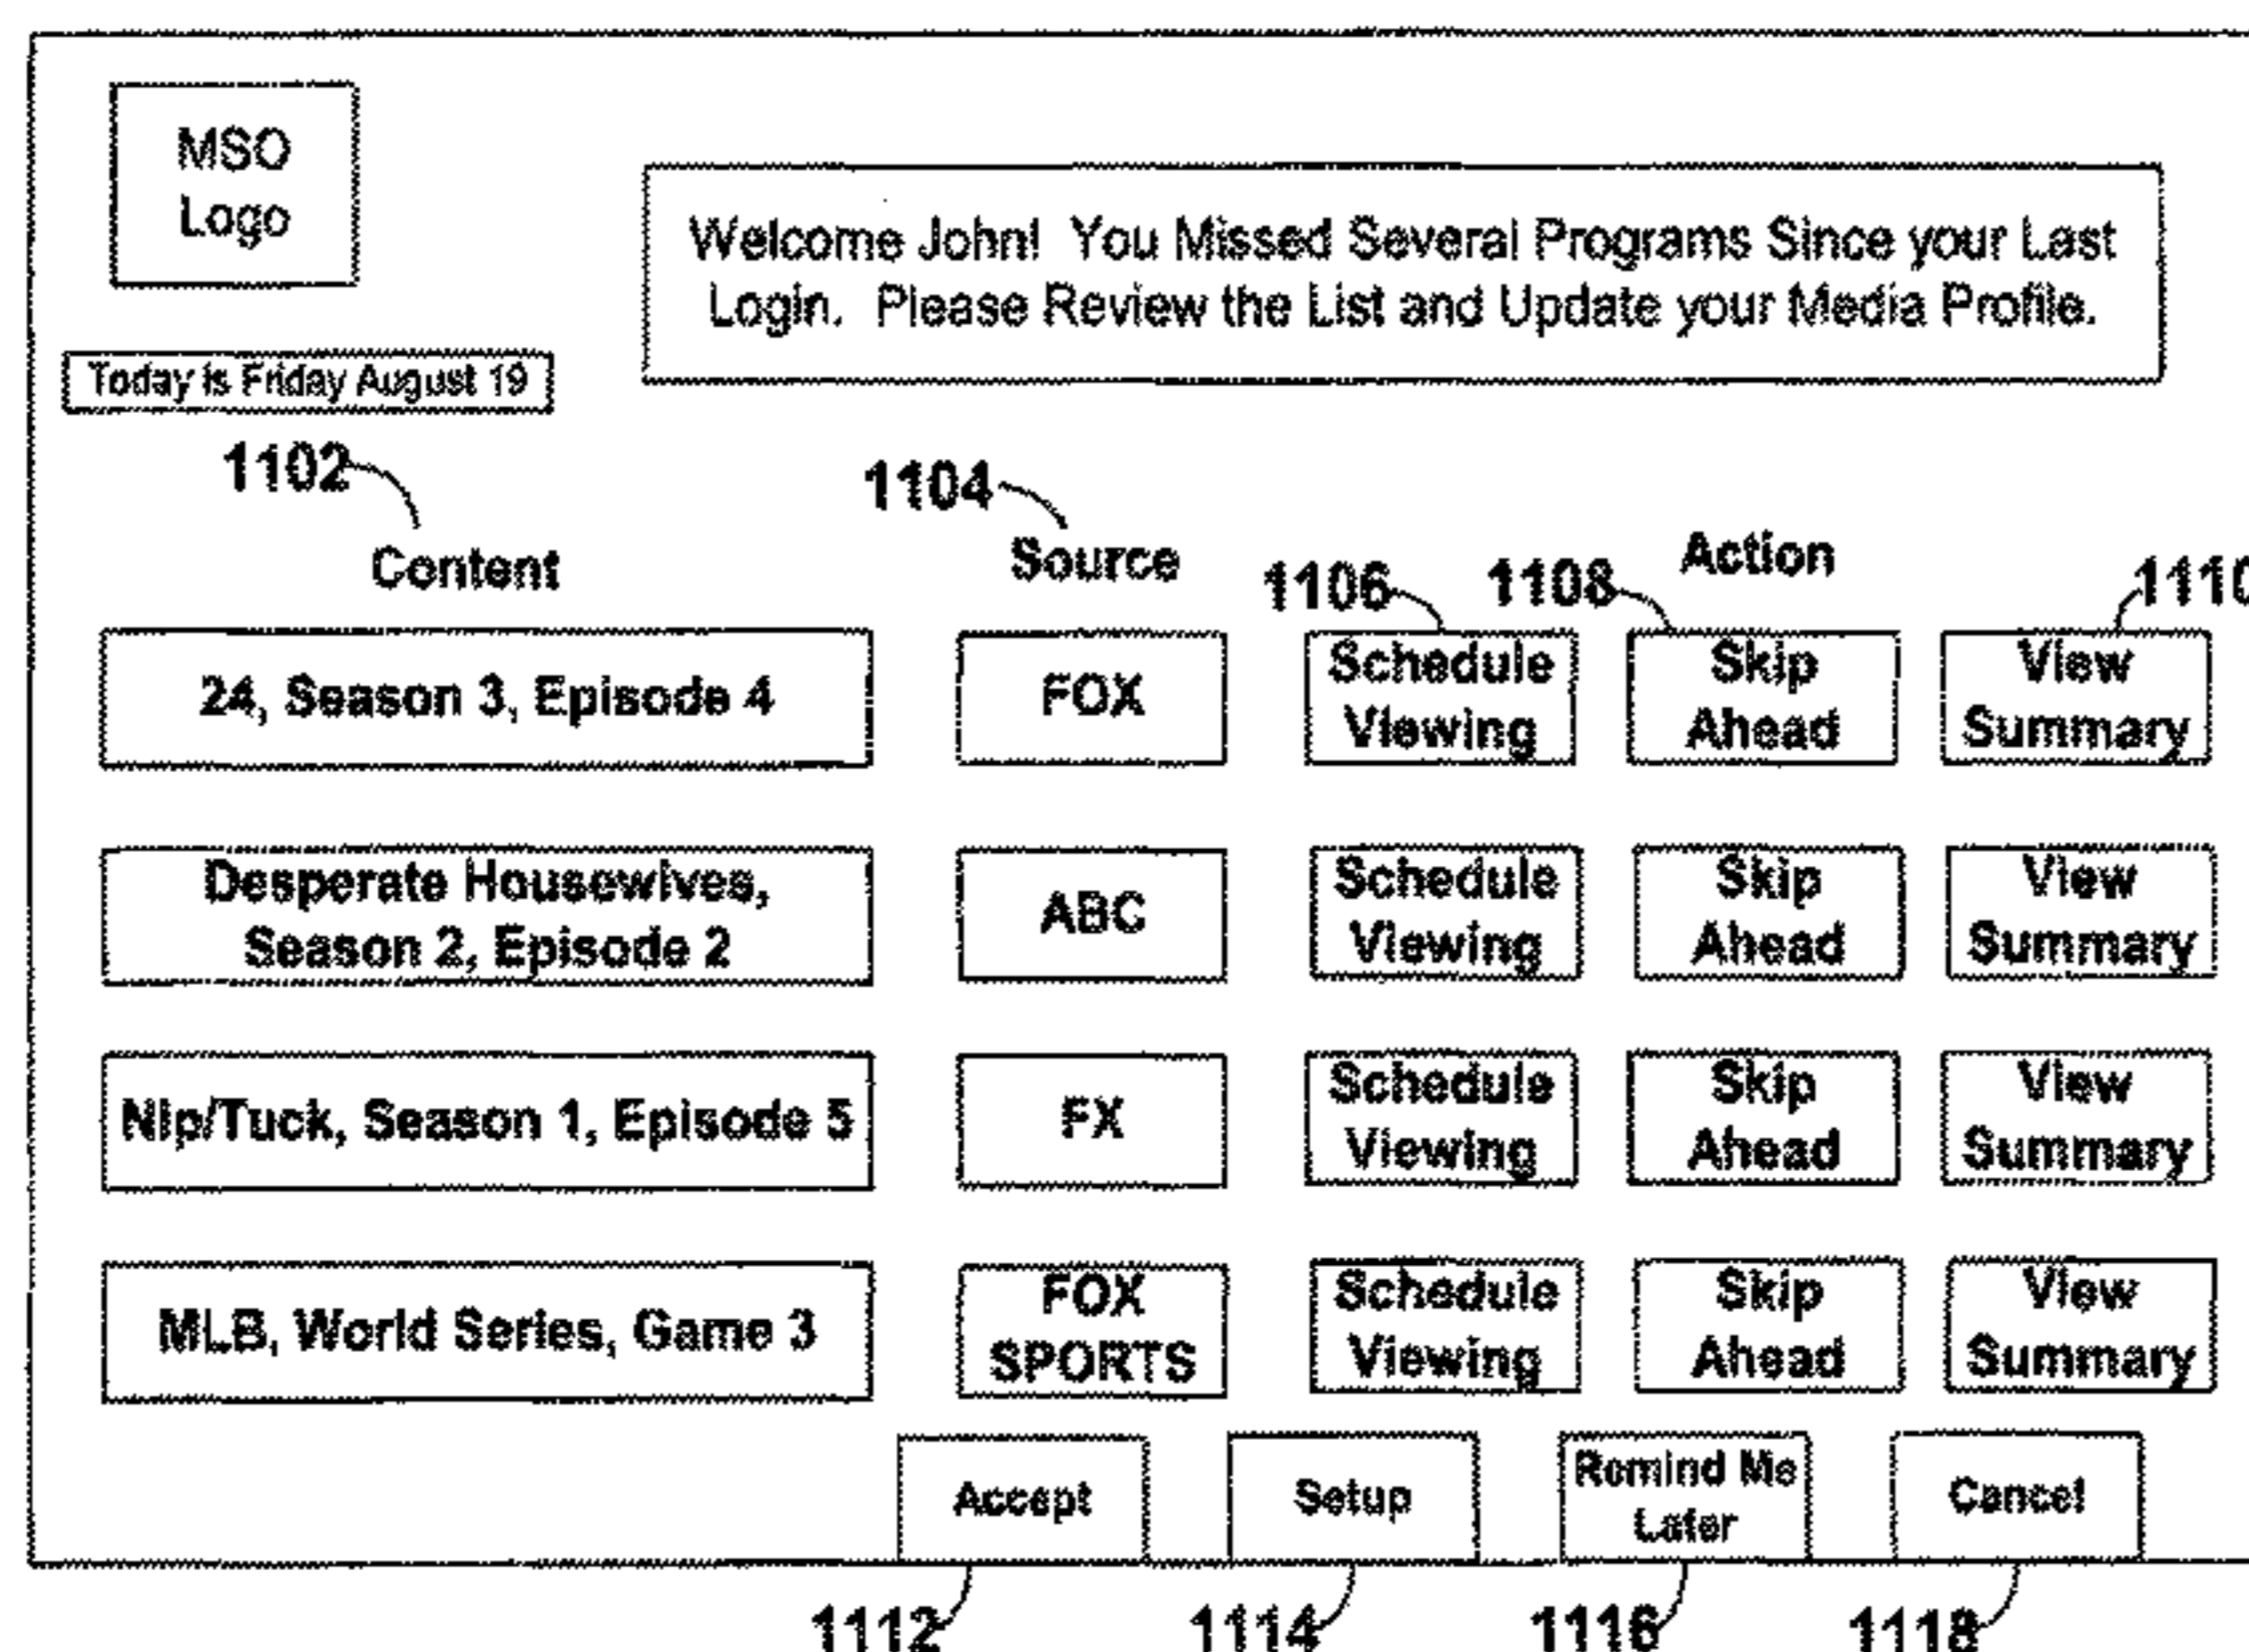 MSO
Logo
Welcome John! You Missed Several Programs Since your Last
Login. Please Review the List and Update your Media Profile.
Today is Friday August 19
1102
1104
Content
Source
Action
1106
1108
1110
24, Season 3, Episode 4
FOX
Schedule
Viewing
Skip
Ahead
View
Summary
Desperate Housewives,
Season 2, Episode 2
ABC
Schedule
Viewing
Skip
Ahead
View
Summary
Nip/Tuck, Season 1, Episode 5
FX
Schedule
Viewing
Skip
Ahead
View
Summary
MLB, World Series, Game 3
FOX
SPORTS
Schedule
Viewing
Skip
Ahead
View
Summary
Accept
Setup
Remind Me
Later
Cancel
1112
1114
1116
1118